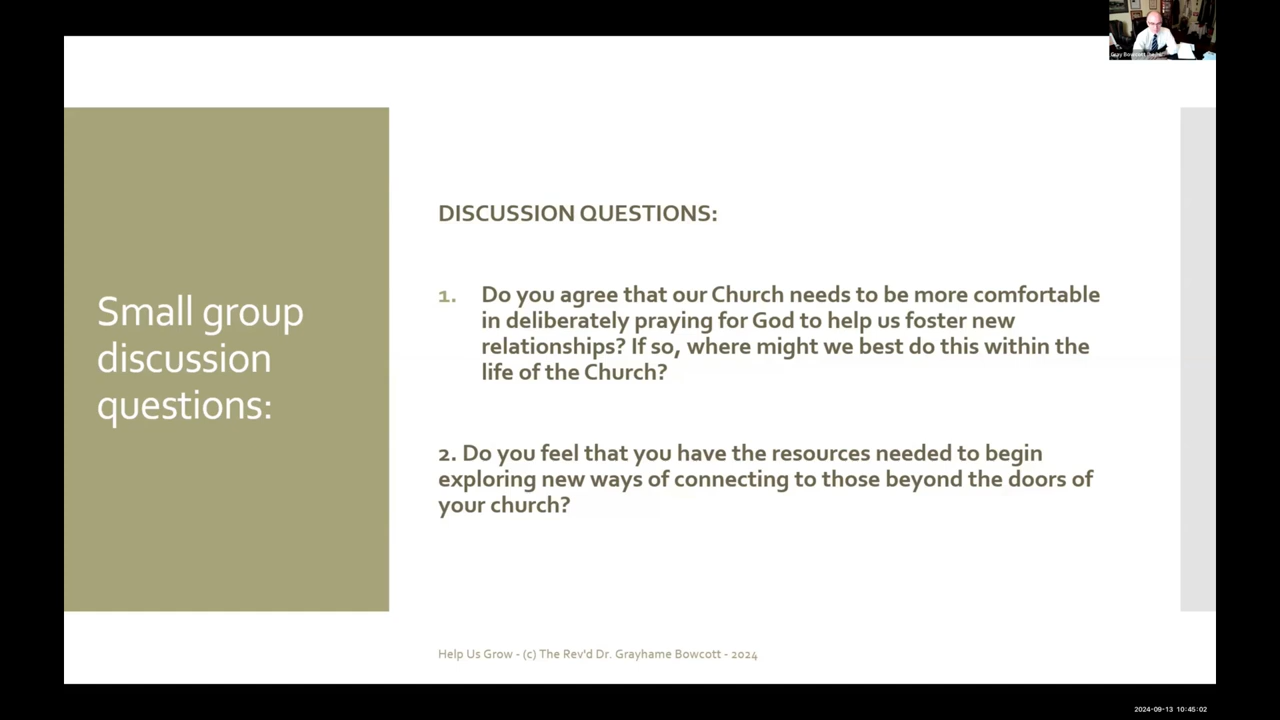 Gray Bowcott
Small group
discussion
questions:
DISCUSSION QUESTIONS:
1. Do you agree that our Church needs to be more comfortable
in deliberately praying for God to help us foster new
relationships? If so, where might we best do this within the
life of the Church?
2. Do you feel that you have the resources needed to begin
exploring new ways of connecting to those beyond the doors of
your church?
Help Us Grow - (c) The Rev'd Dr. Grayhame Bowcott - 2024
2024-09-13 10:45:02